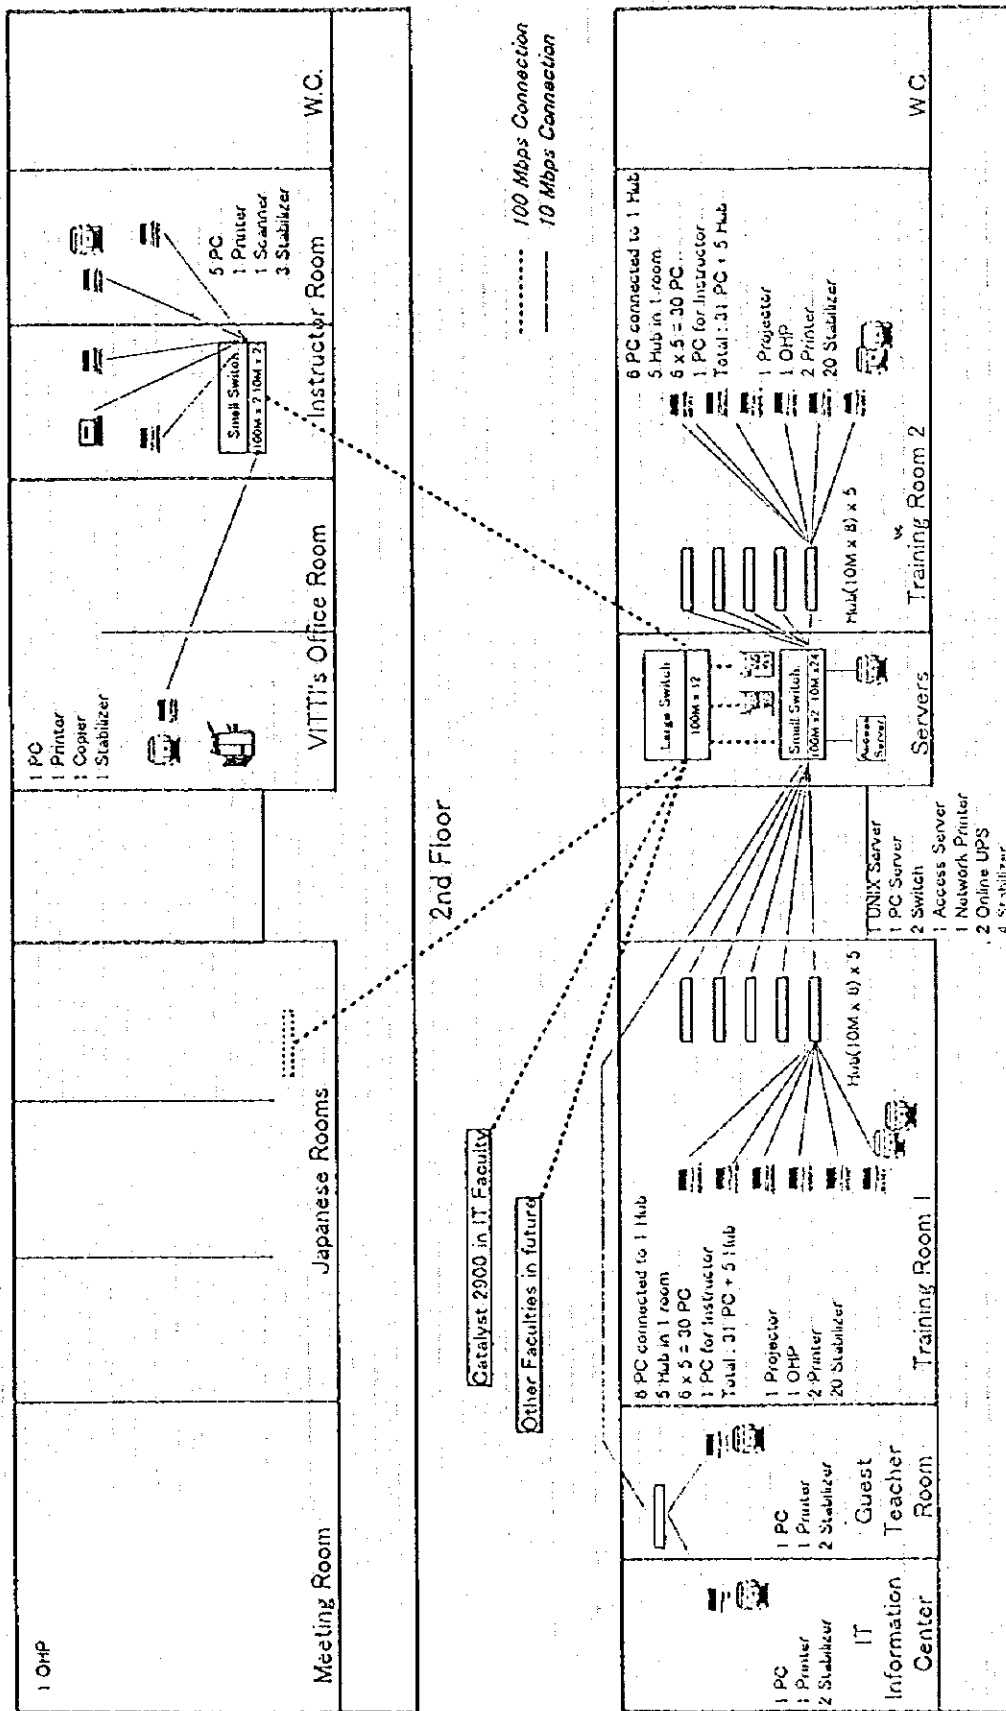 1 OHP
Meeting Room
Japanese Rooms
1 PC
1 Printer
1 Copier
1 Stabilizer
VITTI's Office Room
Small Switch
100M x 2 10M x 2
5 PC
1 Printer
1 Scanner
3 Stabilizer
Instructor Room
W.C.
2nd Floor
100 Mbps Connection
10 Mbps Connection
Catalyst 2900 in IT Faculty
Other Faculties in future
1 PC
1 Printer
2 Stabilizer
IT
Information
Center
1 PC
1 Printer
2 Stabilizer
Guest
Teacher
Room
8 PC connected to 1 Hub
5 Hub in 1 room
6 x 5 = 30 PC
1 PC for Instructor
Total : 31 PC + 5 Hub
1 Projector
1 OHP
2 Printer
20 Stabilizer
Hub(10M x 8) x 5
Training Room 1
1 UNIX Server
1 PC Server
2 Switch
1 Access Server
1 Network Printer
2 Online UPS
4 Stabilizer
Large Switch
100M x 12
Small Switch
100M x2 10M x24
Access
Server
Servers
Hub(10M x 8) x 5
6 PC connected to 1 Hub
5 Hub in 1 room
6 x 5 = 30 PC
1 PC for Instructor
Total : 31 PC + 5 Hub
1 Projector
1 OHP
2 Printer
20 Stabilizer
Training Room 2
W.C.